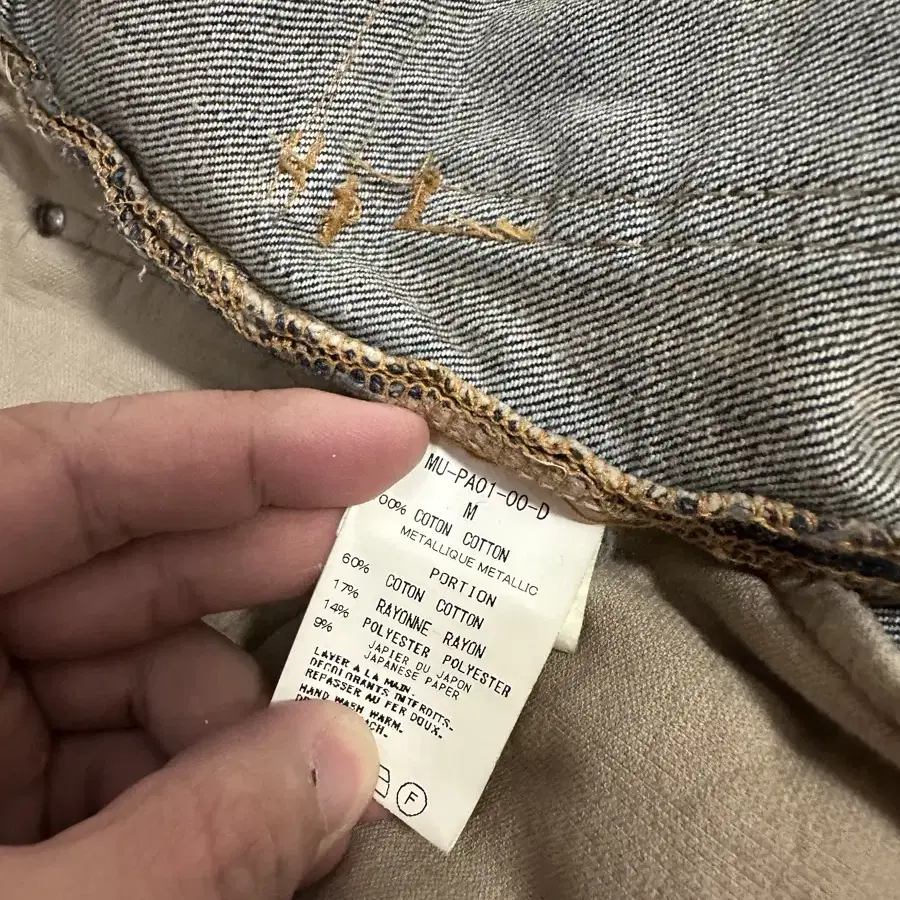 MU-PA01-00-D
M
00% COTON COTTON
METALLIQUE METALLIC
PORTION
60% COTON COTTON
17% RAYONNE RAYON
14% POLYESTER POLYESTER
9% JAPIER DU JAPON
JAPANESE PAPER
LAVER A LA MAIN.
DECOLORANTS INTERDITS.
REPASSER AU FER DOUX.
HAND WASH WARM.
F